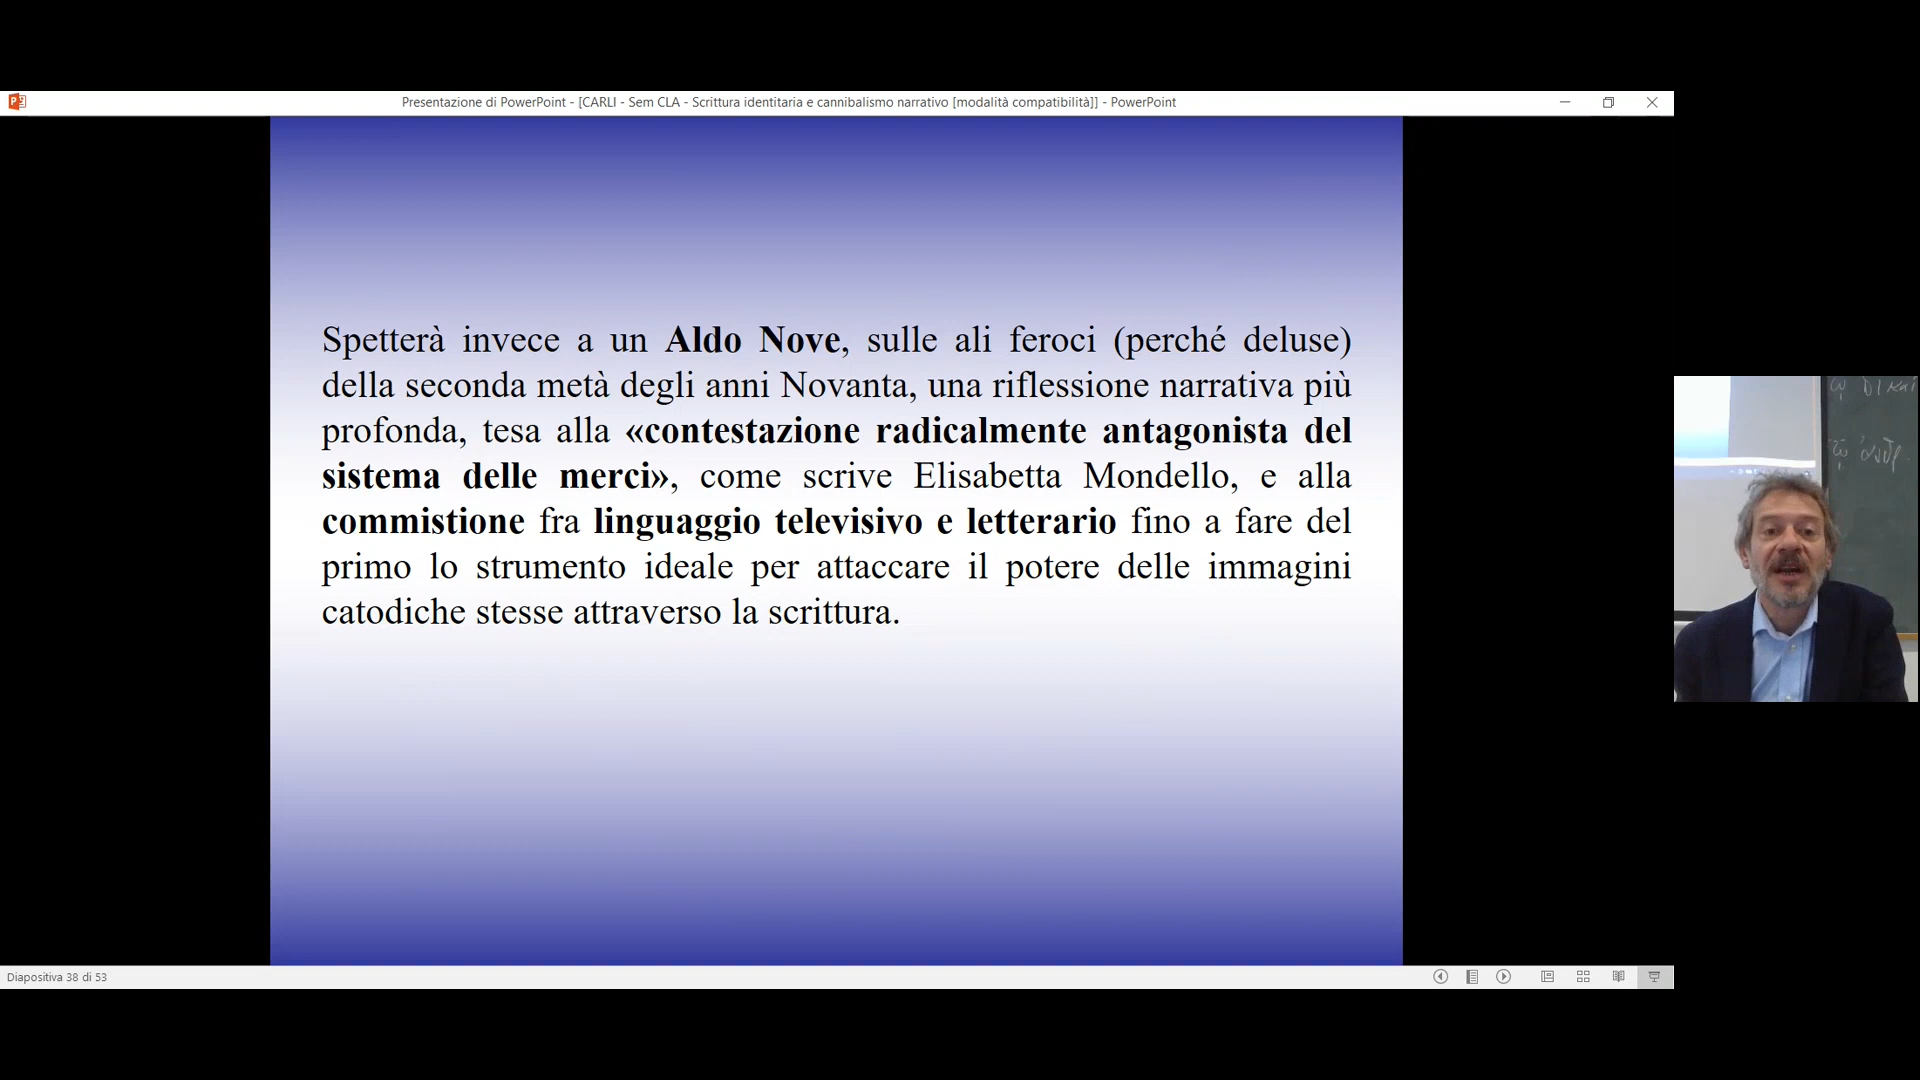 Presentazione di PowerPoint - [CARLI - Sem CLA - Scrittura identitaria e cannibalismo narrativo [modalità compatibilità]] - PowerPoint
Spetterà invece a un Aldo Nove, sulle ali feroci (perché deluse)
della seconda metà degli anni Novanta, una riflessione narrativa più
profonda, tesa alla «contestazione radicalmente antagonista del
sistema delle merci», come scrive Elisabetta Mondello, e alla
commistione fra linguaggio televisivo e letterario fino a fare del
primo lo strumento ideale per attaccare il potere delle immagini
catodiche stesse attraverso la scrittura.
Diapositiva 38 di 53